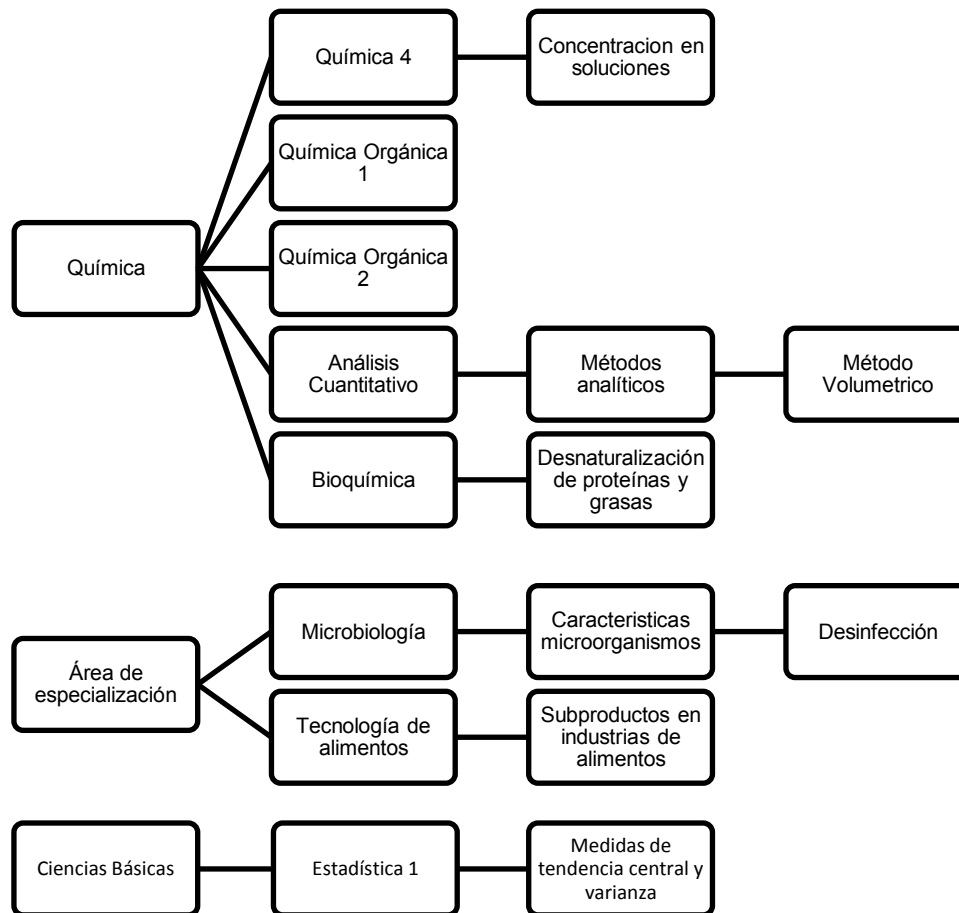 Química
Química 4
Concentracion en
soluciones
Química Orgánica
1
Química Orgánica
2
Análisis
Cuantitativo
Métodos
analíticos
Método
Volumetrico
Bioquímica
Desnaturalización
de proteínas y
grasas
Área de
especialización
Microbiología
Caracteristicas
microorganismos
Desinfección
Tecnología de
alimentos
Subproductos en
industrias de
alimentos
Ciencias Básicas
Estadística 1
Medidas de
tendencia central y
varianza